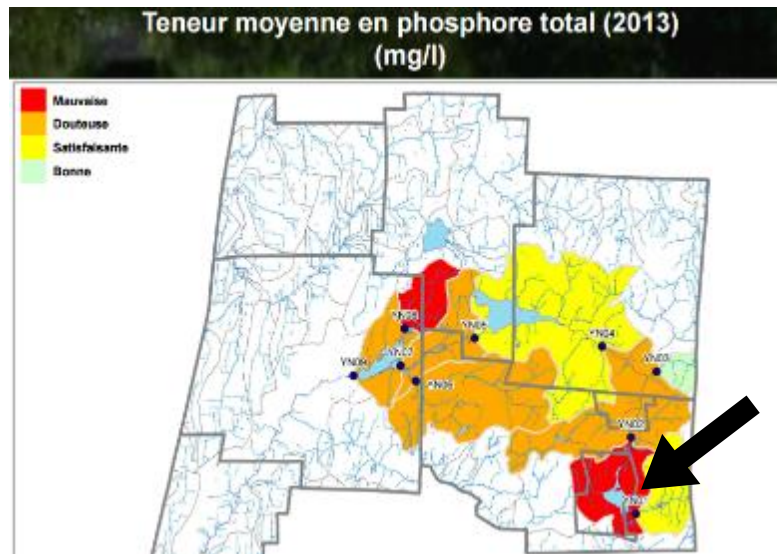 Teneur moyenne en phosphore total (2013)
(mg/l)
Mauvaise
Douteuse
Satisfaisante
Bonne
YN08
YN05
YN04
YN09
YN07
YN03
YN06
YN02
YN01